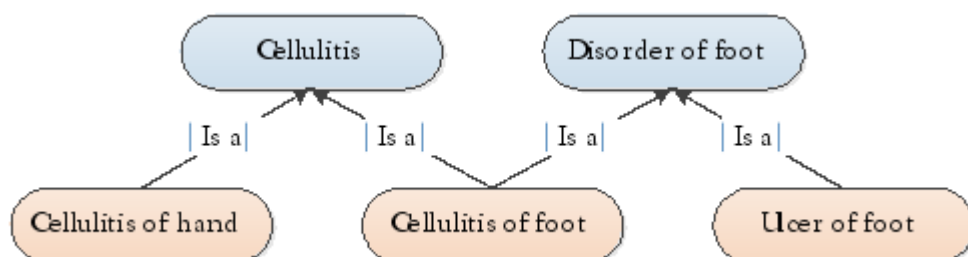 Cellulitis Disorder of foot
| Is a | | Is a | | Is a | | Is a |
Cellulitis of hand Cellulitis of foot Ulcer of foot